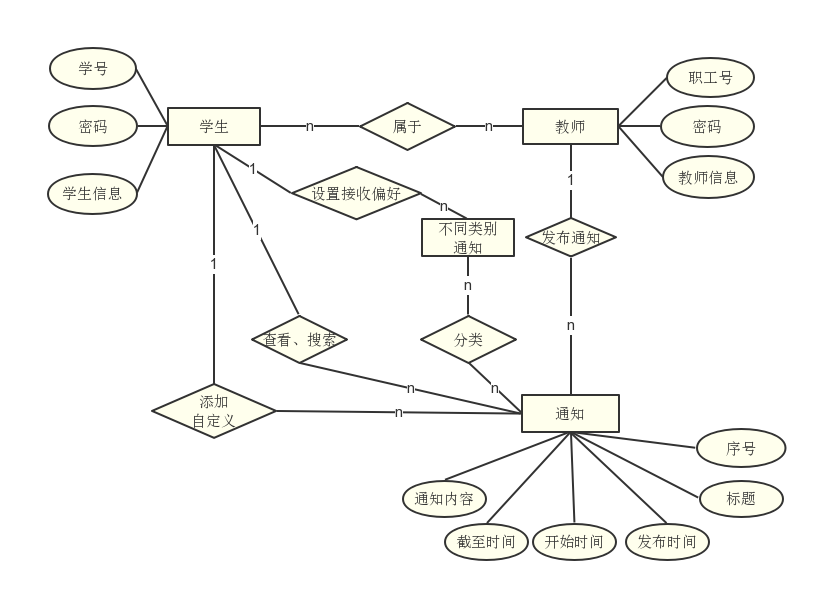 学号
职工号
密码
学生
n
属于
n
教师
密码
学生信息
1
设置接收偏好
n
1
教师信息
1
不同类别
通知
发布通知
1
n
n
查看、搜索
分类
n
n
添加
自定义
n
通知
序号
通知内容
标题
截至时间
开始时间
发布时间